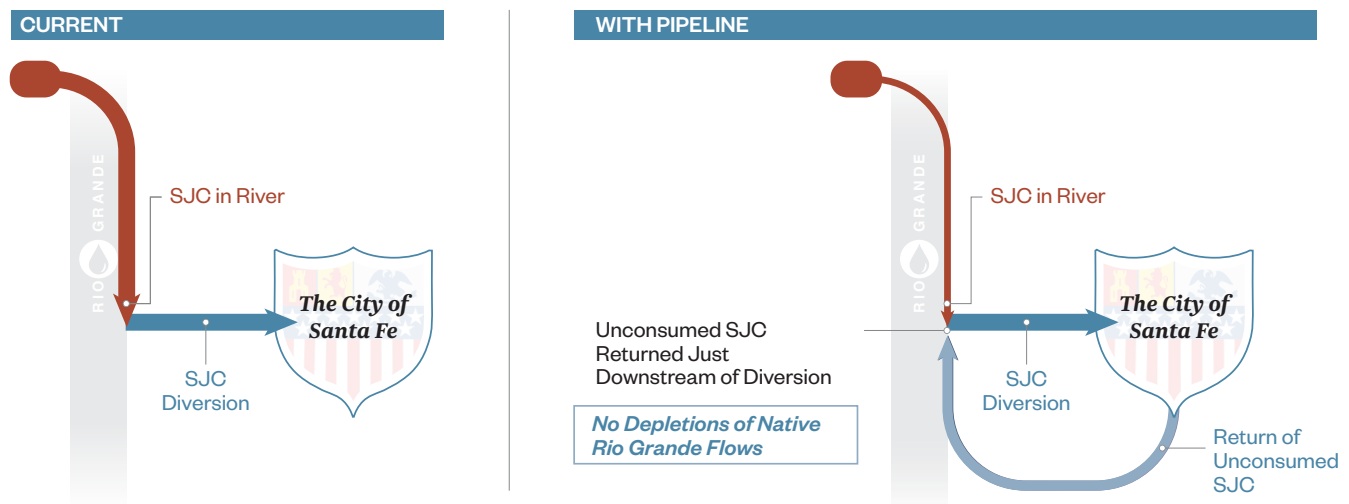 CURRENT
RIO GRANDE
SJC in River
The City of
Santa Fe
SJC
Diversion
WITH PIPELINE
RIO GRANDE
SJC in River
The City of
Santa Fe
Unconsumed SJC
Returned Just
Downstream of Diversion
SJC
Diversion
No Depletions of Native
Rio Grande Flows
Return of
Unconsumed
SJC